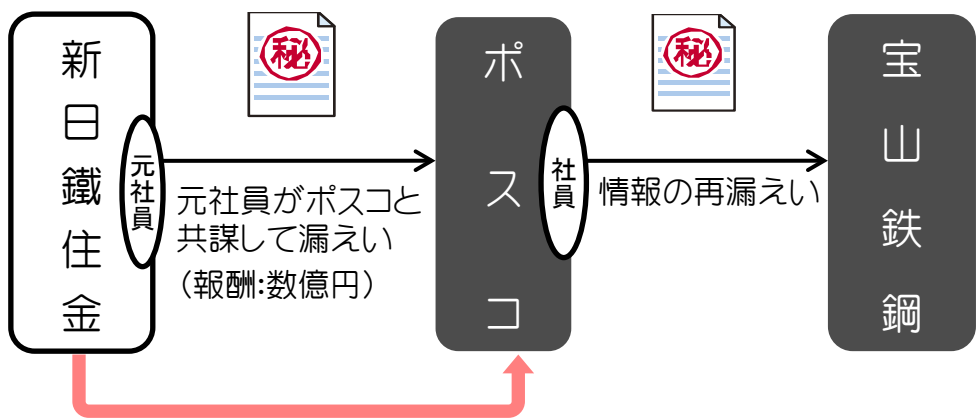 新日鐵住金
元社員
㊙
元社員がポスコと
共謀して漏えい
（報酬:数億円）
ポスコ
社員
㊙
情報の再漏えい
宝山鉄鋼